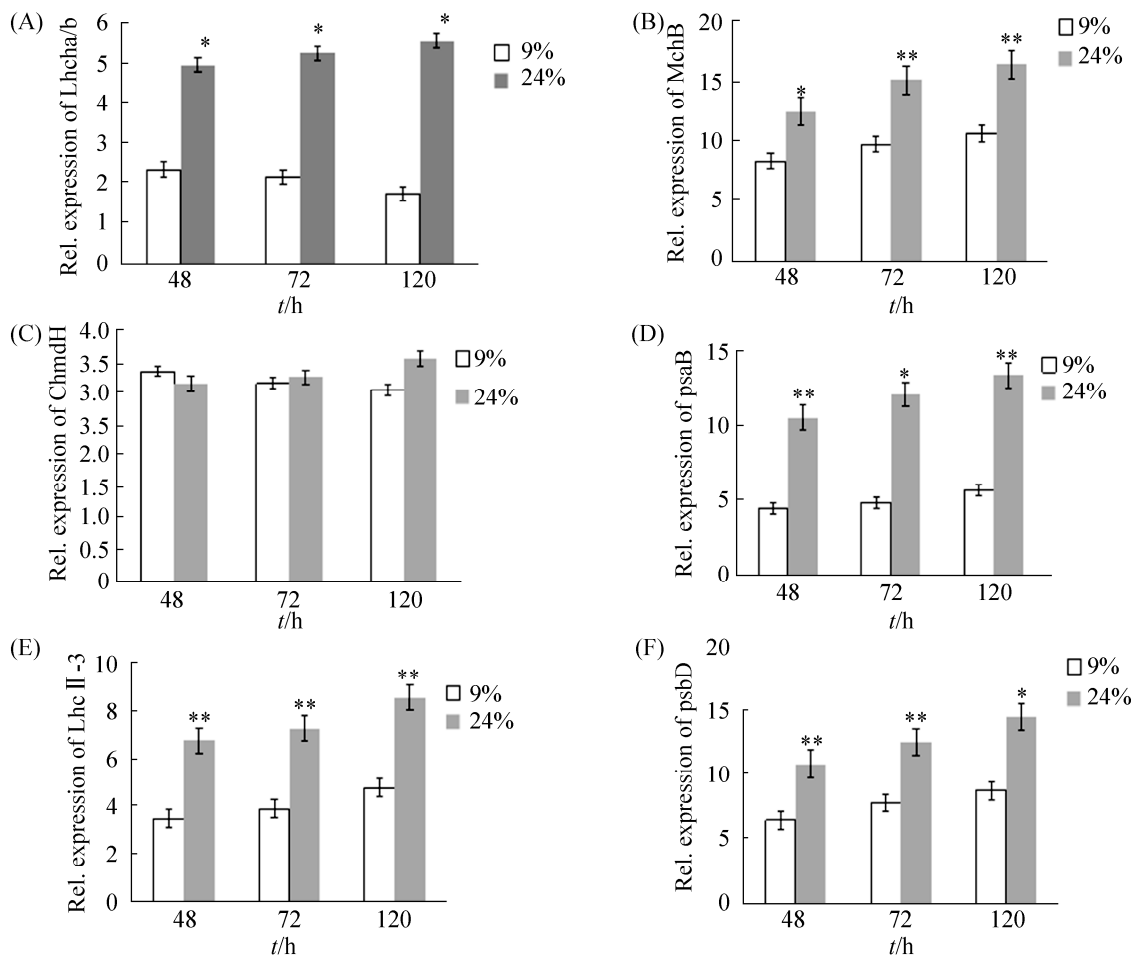 (A)
Rel. expression of Lhcha/b
6
5
4
3
2
1
0
* * *
48 72 120
t/h
9%
24%
(B)
Rel. expression of MchB
20
15
10
5
0
* ** **
48 72 120
t/h
9%
24%
(C)
Rel. expression of ChmdH
4.0
3.5
3.0
2.0
1.5
1.0
0.5
0
48 72 120
t/h
9%
24%
(D)
Rel. expression of psaB
15
10
5
0
** * **
48 72 120
t/h
9%
24%
(E)
Rel. expression of Lhc Ⅱ-3
10
8
6
4
2
0
** ** **
48 72 120
t/h
9%
24%
(F)
Rel. expression of psbD
20
15
10
5
0
** ** *
48 72 120
t/h
9%
24%